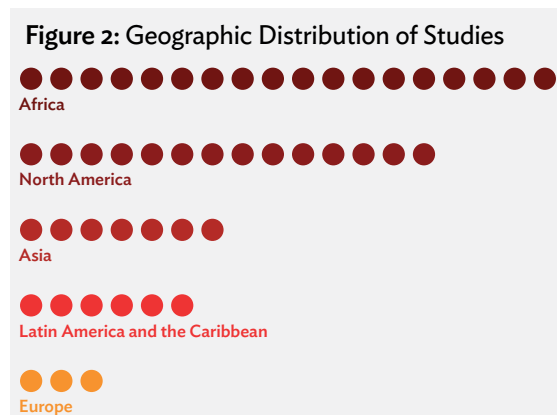 Figure 2: Geographic Distribution of Studies
Africa
North America
Asia
Latin America and the Caribbean
Europe